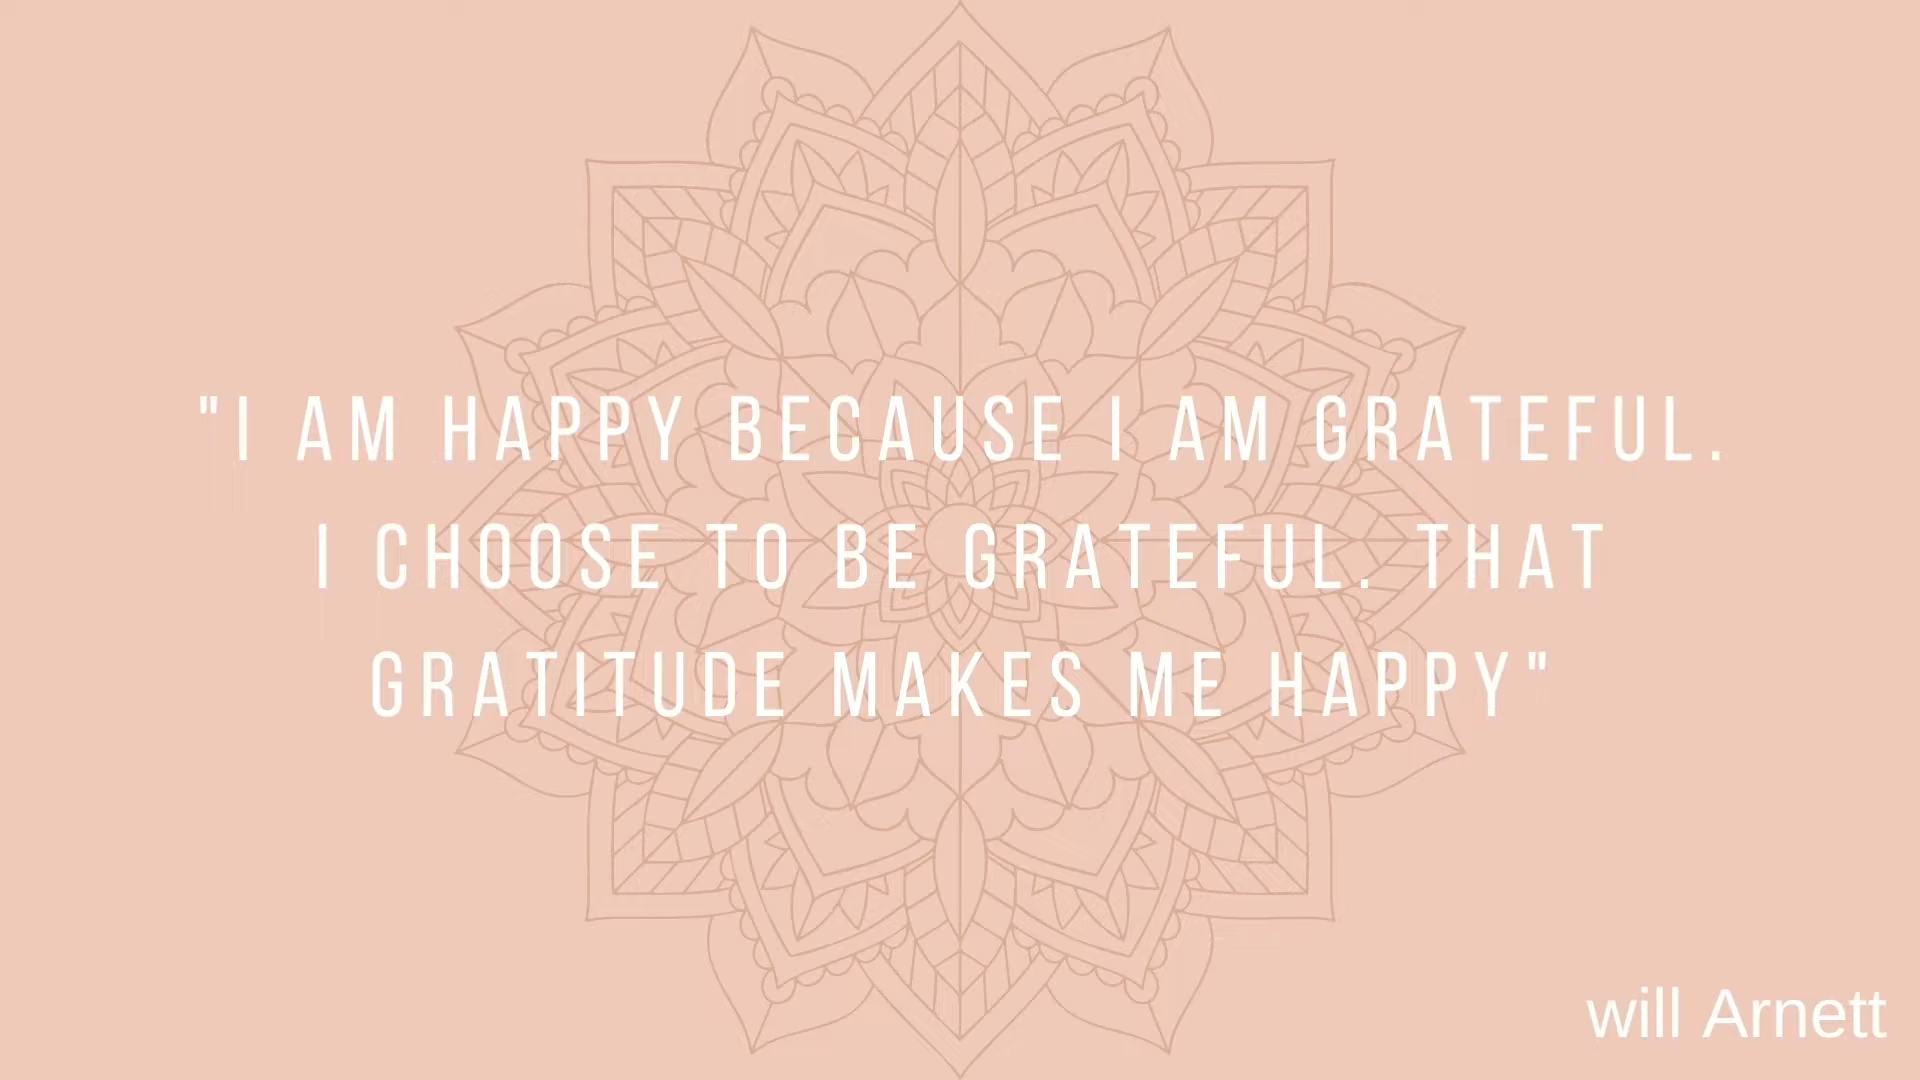 "I AM HAPPY BECAUSE I AM GRATEFUL.
I CHOOSE TO BE GRATEFUL. THAT
GRATITUDE MAKES ME HAPPY"
will Arnett